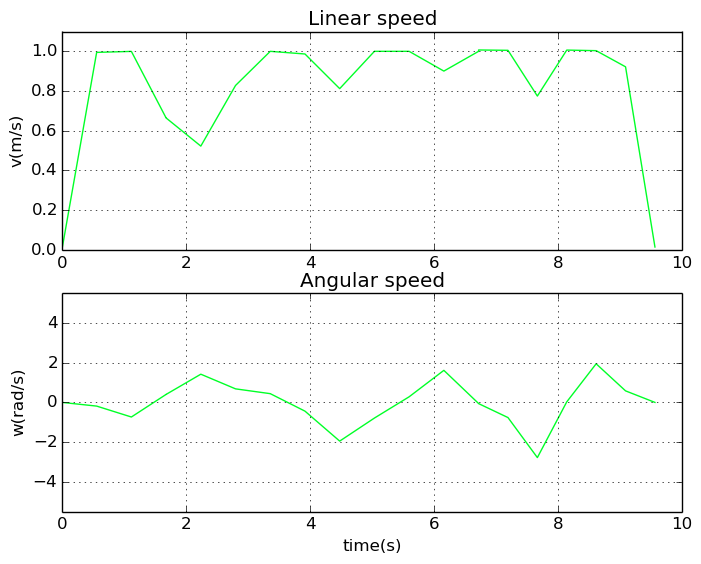 Linear speed
v(m/s)
1.0
0.8
0.6
0.4
0.2
0.0
0 2 4 6 8 10
Angular speed
w(rad/s)
4
2
0
−2
−4
0 2 4 6 8 10
time(s)